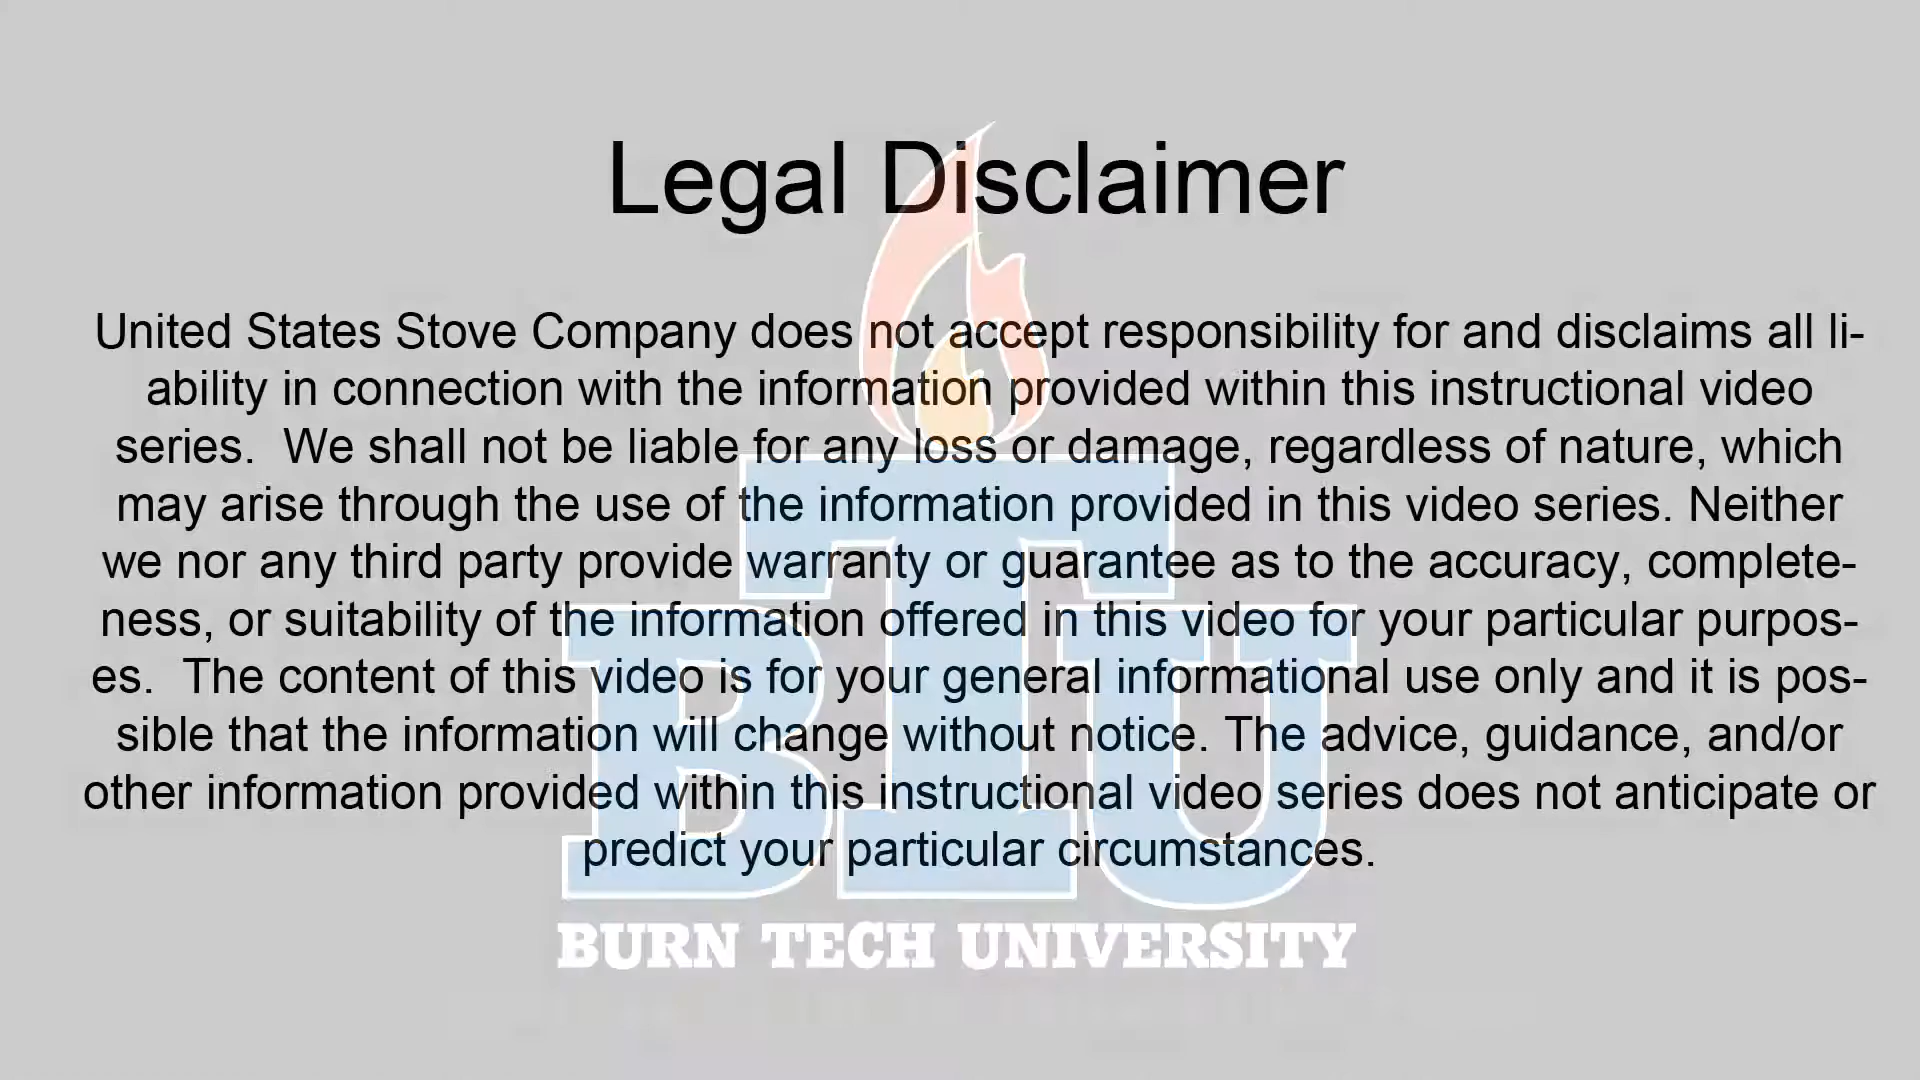 Legal Disclaimer
United States Stove Company does not accept responsibility for and disclaims all li-
ability in connection with the information provided within this instructional video
series.  We shall not be liable for any loss or damage, regardless of nature, which
may arise through the use of the information provided in this video series. Neither
we nor any third party provide warranty or guarantee as to the accuracy, complete-
ness, or suitability of the information offered in this video for your particular purpos-
es.  The content of this video is for your general informational use only and it is pos-
sible that the information will change without notice. The advice, guidance, and/or
other information provided within this instructional video series does not anticipate or
predict your particular circumstances.
BTU
BURN TECH UNIVERSITY